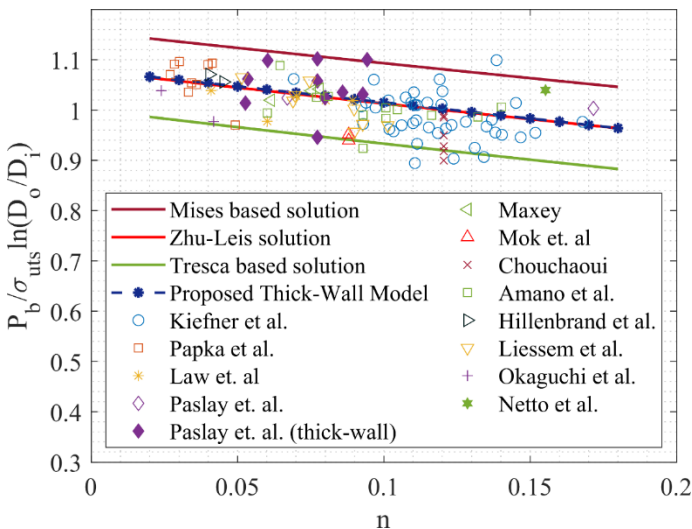 1.1
1
0.9
0.8
0.7
0.6
0.5
0.4
0.3
P_b/σ_uts ln(D_o/D_i)
Mises based solution
Zhu-Leis solution
Tresca based solution
Proposed Thick-Wall Model
Kiefner et al.
Papka et al.
Law et. al
Paslay et. al.
Paslay et. al. (thick-wall)
Maxey
Mok et. al
Chouchaoui
Amano et al.
Hillenbrand et al.
Liessem et al.
Okaguchi et al.
Netto et al.
0
0.05
0.1
0.15
0.2
n